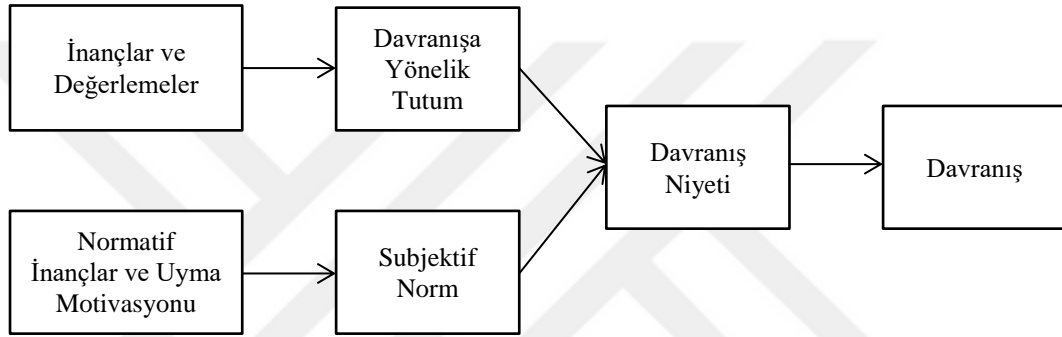 İnançlar ve
Değerlemeler
Davranışa
Yönelik
Tutum
Normatif
İnançlar ve Uyma
Motivasyonu
Subjektif
Norm
Davranış
Niyeti
Davranış